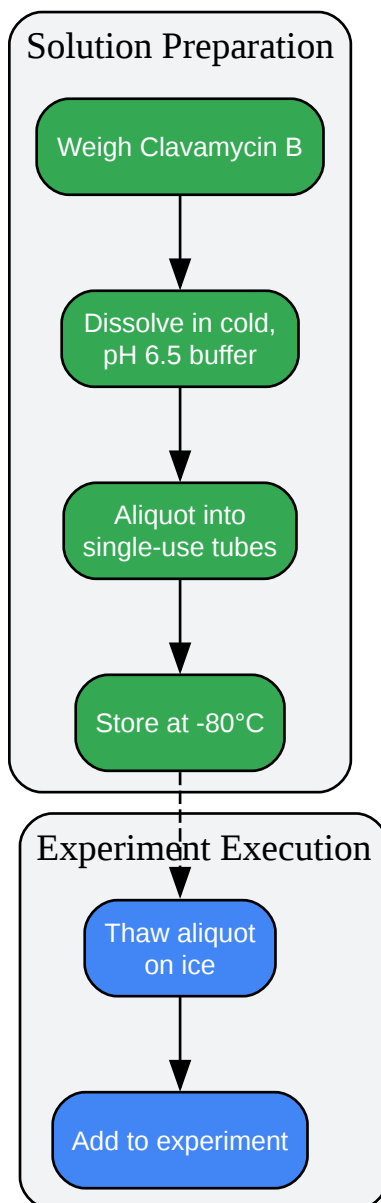 Solution Preparation
Weigh Clavamycin B
Dissolve in cold,
pH 6.5 buffer
Aliquot into
single-use tubes
Store at -80°C
Experiment Execution
Thaw aliquot
on ice
Add to experiment